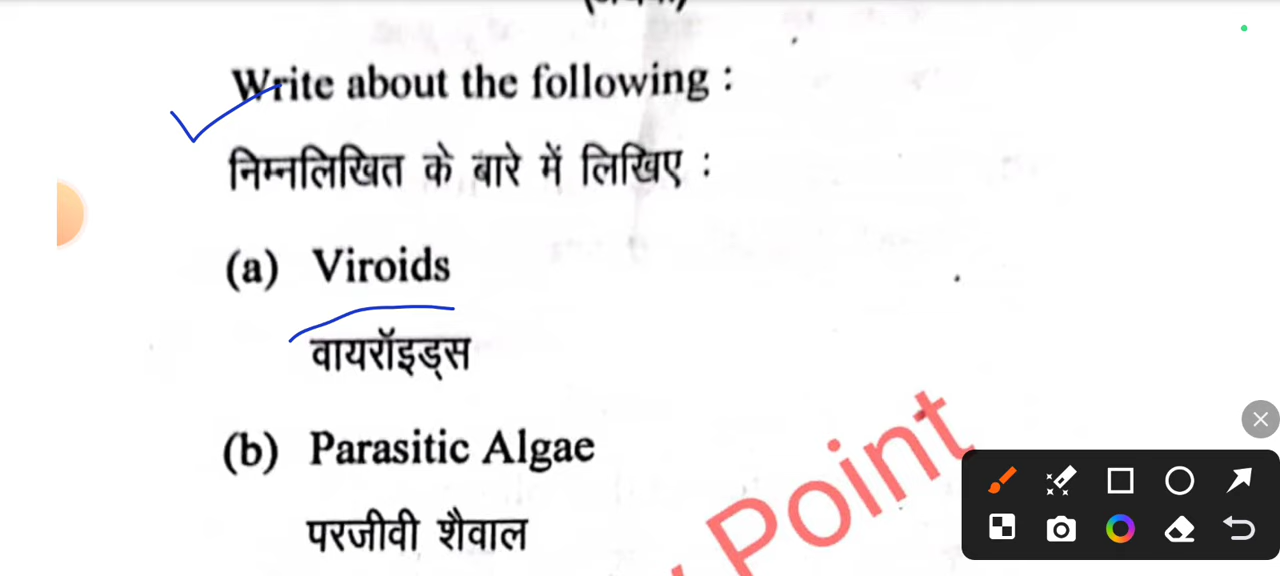 Write about the following :
निम्नलिखित के बारे में लिखिए :
(a) Viroids
वायरॉइड्स
(b) Parasitic Algae
परजीवी शैवाल
Point